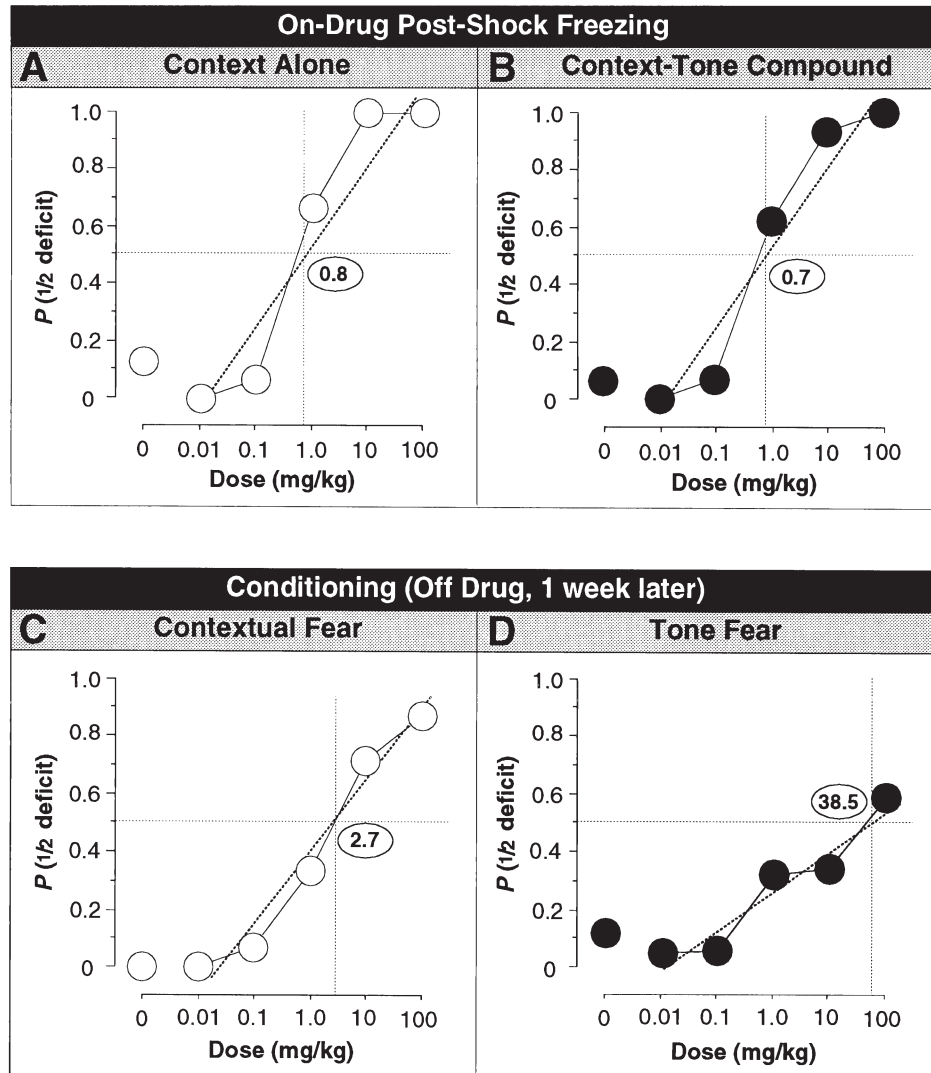 On-Drug Post-Shock Freezing
A Context Alone
B Context-Tone Compound
P (1/2 deficit)
1.0
0.8
0.6
0.4
0.2
0
0.8
0 0.01 0.1 1.0 10 100
Dose (mg/kg)
P (1/2 deficit)
1.0
0.8
0.6
0.4
0.2
0
0.7
0 0.01 0.1 1.0 10 100
Dose (mg/kg)
Conditioning (Off Drug, 1 week later)
C Contextual Fear
D Tone Fear
P (1/2 deficit)
1.0
0.8
0.6
0.4
0.2
0
2.7
0 0.01 0.1 1.0 10 100
Dose (mg/kg)
P (1/2 deficit)
1.0
0.8
0.6
0.4
0.2
0
38.5
0 0.01 0.1 1.0 10 100
Dose (mg/kg)